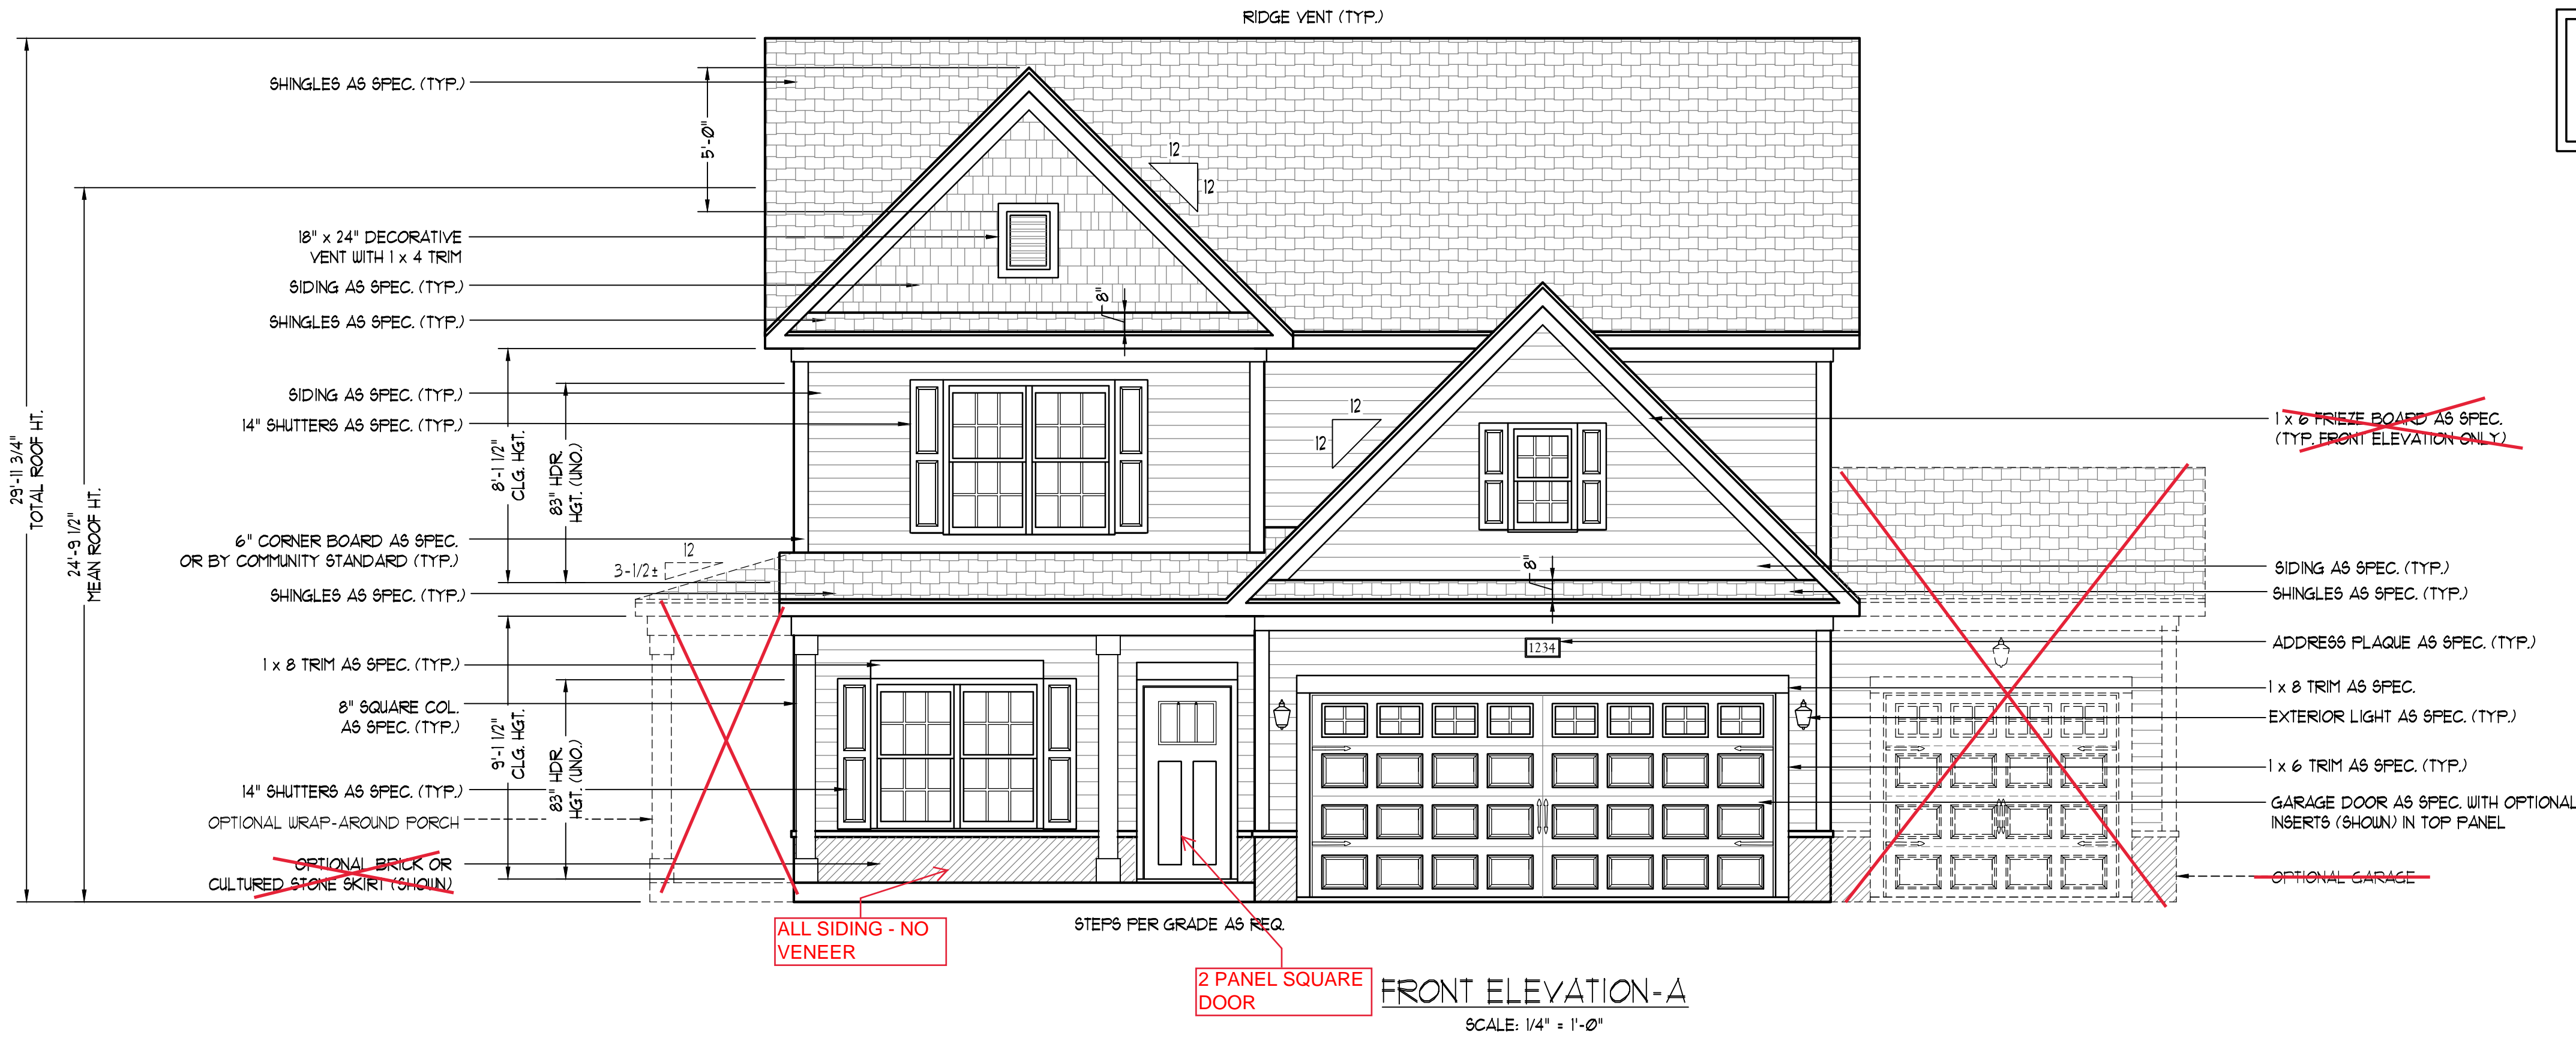 RIDGE VENT (TYP.)
SHINGLES AS SPEC. (TYP.)
5'-0"
12
12
18" x 24" DECORATIVE
VENT WITH 1 x 4 TRIM
SIDING AS SPEC. (TYP.)
8"
SHINGLES AS SPEC. (TYP.)
29'-11 3/4"
TOTAL ROOF HT.
24'-9 1/2"
MEAN ROOF HT.
SIDING AS SPEC. (TYP.)
14" SHUTTERS AS SPEC. (TYP.)
8'-1 1/2"
CLG. HGT.
83" HDR.
HGT. (UNO.)
12
12
1 x 6 FRIEZE BOARD AS SPEC.
(TYP. FRONT ELEVATION ONLY)
6" CORNER BOARD AS SPEC.
OR BY COMMUNITY STANDARD (TYP.)
12
3-1/2±
8"
SIDING AS SPEC. (TYP.)
SHINGLES AS SPEC. (TYP.)
SHINGLES AS SPEC. (TYP.)
1234
ADDRESS PLAQUE AS SPEC. (TYP.)
1 x 8 TRIM AS SPEC. (TYP.)
1 x 8 TRIM AS SPEC.
8" SQUARE COL.
AS SPEC. (TYP.)
EXTERIOR LIGHT AS SPEC. (TYP.)
9'-1 1/2"
CLG. HGT.
83" HDR.
HGT. (UNO.)
1 x 6 TRIM AS SPEC. (TYP.)
14" SHUTTERS AS SPEC. (TYP.)
GARAGE DOOR AS SPEC. WITH OPTIONAL
INSERTS (SHOWN) IN TOP PANEL
OPTIONAL WRAP-AROUND PORCH
OPTIONAL BRICK OR
CULTURED STONE SKIRT (SHOWN)
OPTIONAL GARAGE
STEPS PER GRADE AS REQ.
ALL SIDING - NO
VENEER
2 PANEL SQUARE
DOOR
FRONT ELEVATION-A
SCALE: 1/4" = 1'-0"